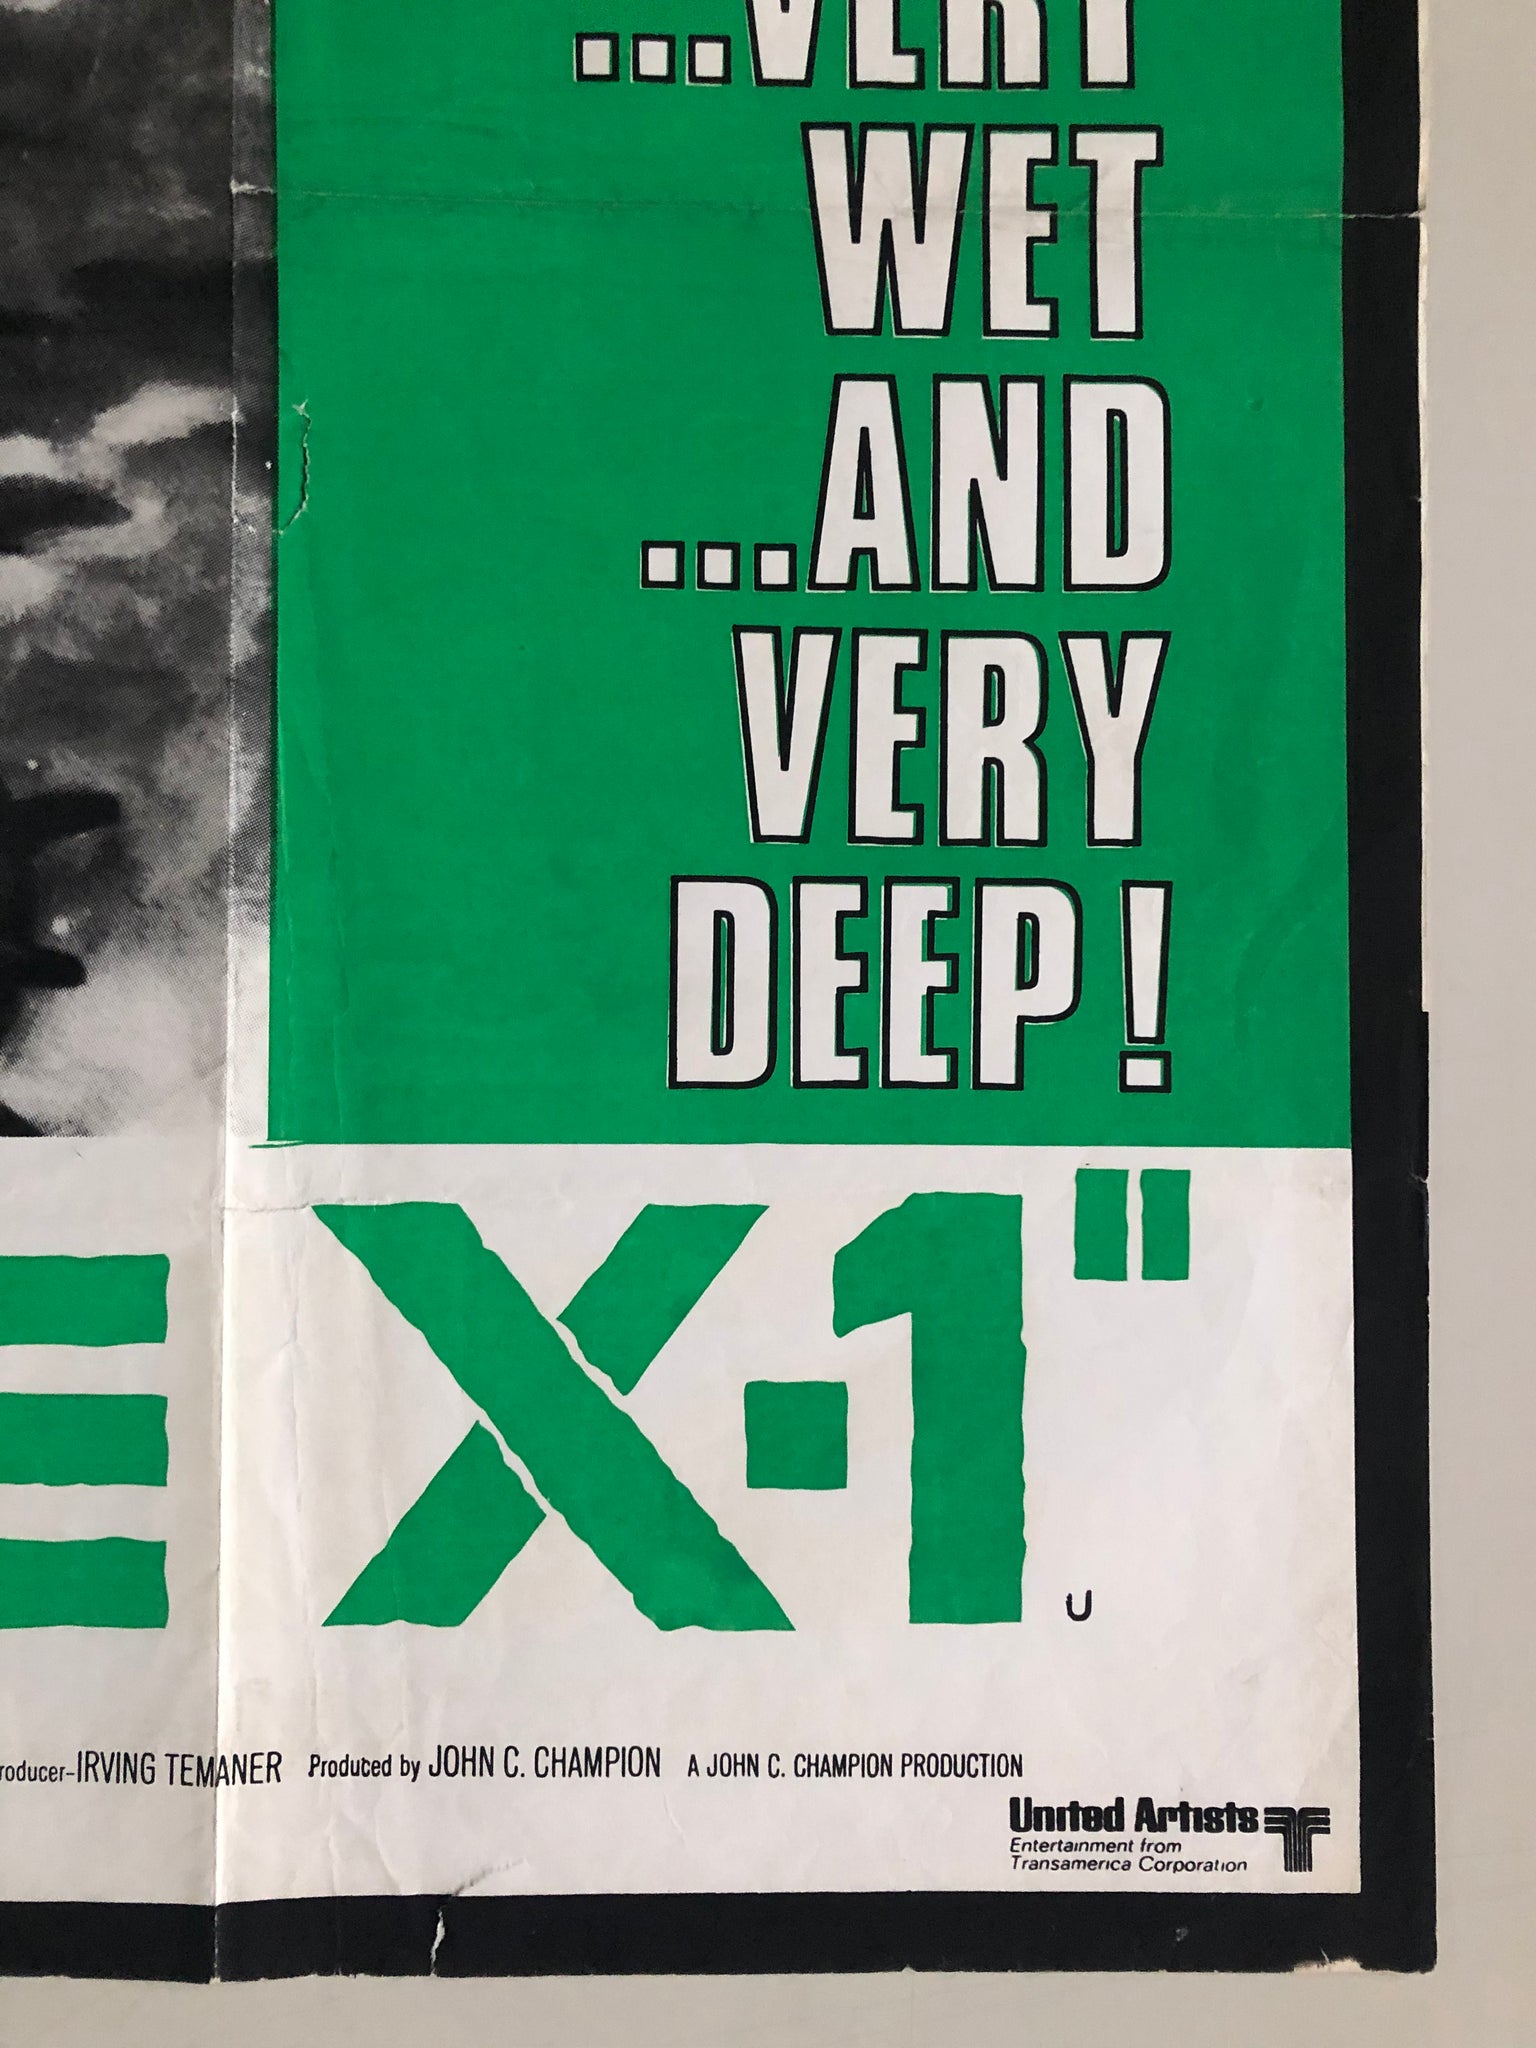 ...VERY
WET
...AND
VERY
DEEP!
E X-1"
U
roducer-IRVING TEMANER Produced by JOHN C. CHAMPION A JOHN C. CHAMPION PRODUCTION
United Artists
Entertainment from
Transamerica Corporation